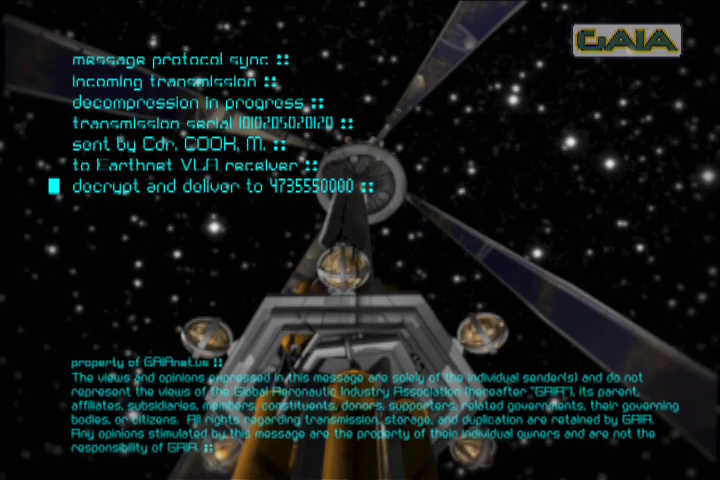 GAIA
message protocol sync ::
incoming transmission ::
decompression in progress ::
transmission serial 1010205020120 ::
sent by Cdr. COOK, M. ::
to Earthnet VLA receiver ::
decrypt and deliver to 4735550000 ::
property of GAIAnet.us ::
The views and opinions expressed in this message are solely of the individual sender(s) and do not
represent the views of the Global Aeronautic Industry Association (hereafter "GAIA"), its parent,
affiliates, subsidiaries, members, constituents, donors, supporters, related governments, their governing
bodies, or citizens. All rights regarding transmission, storage, and duplication are retained by GAIA.
Any opinions stimulated by this message are the property of their individual owners and are not the
responsibility of GAIA. ::